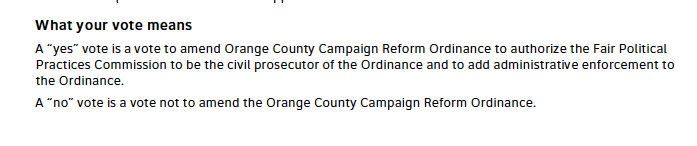 What your vote means
A “yes” vote is a vote to amend Orange County Campaign Reform Ordinance to authorize the Fair Political
Practices Commission to be the civil prosecutor of the Ordinance and to add administrative enforcement to
the Ordinance.
A “no” vote is a vote not to amend the Orange County Campaign Reform Ordinance.